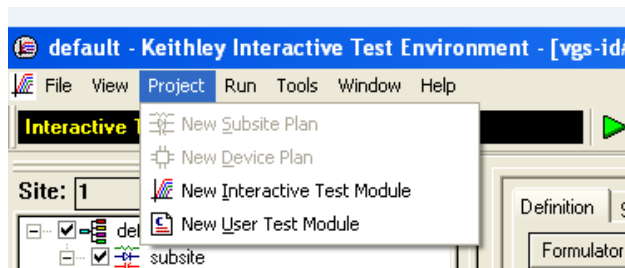 default - Keithley Interactive Test Environment - [vgs-id
File View Project Run Tools Window Help
Interactive
New Subsite Plan
New Device Plan
New Interactive Test Module
New User Test Module
Site: 1
Definition
subsite
Formulator